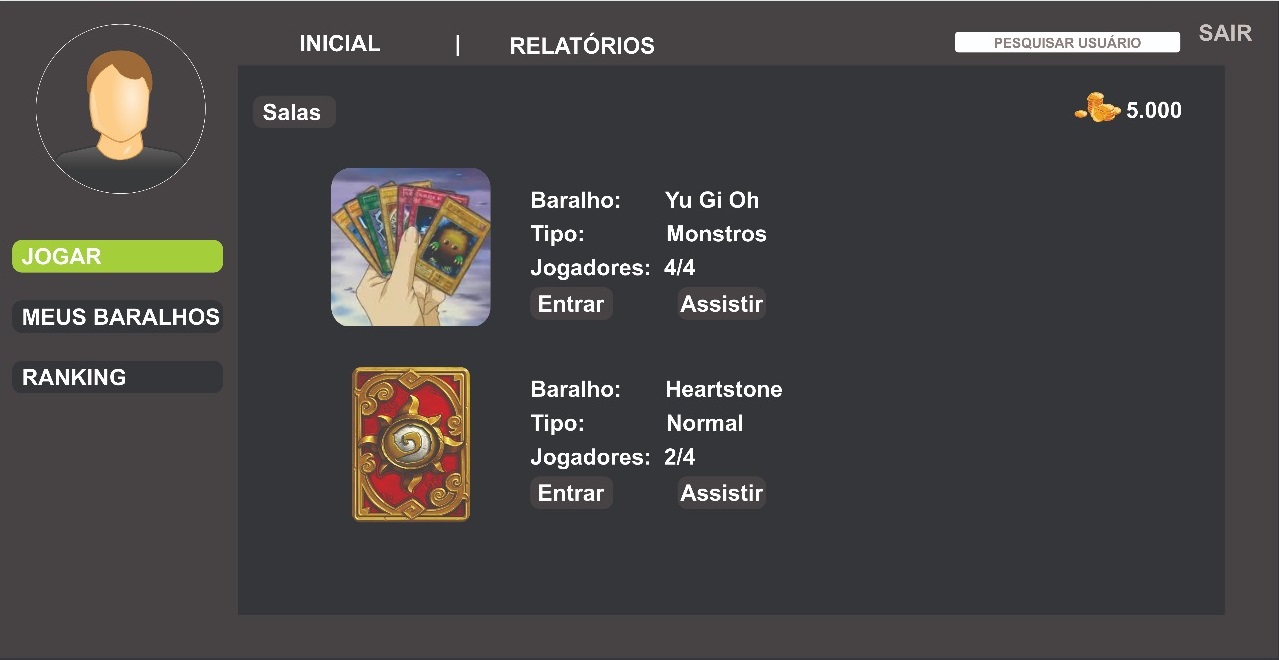 INICIAL | RELATÓRIOS
PESQUISAR USUÁRIO
SAIR
Salas
5.000
JOGAR
MEUS BARALHOS
RANKING
Baralho: Yu Gi Oh
Tipo: Monstros
Jogadores: 4/4
Entrar Assistir
Baralho: Heartstone
Tipo: Normal
Jogadores: 2/4
Entrar Assistir